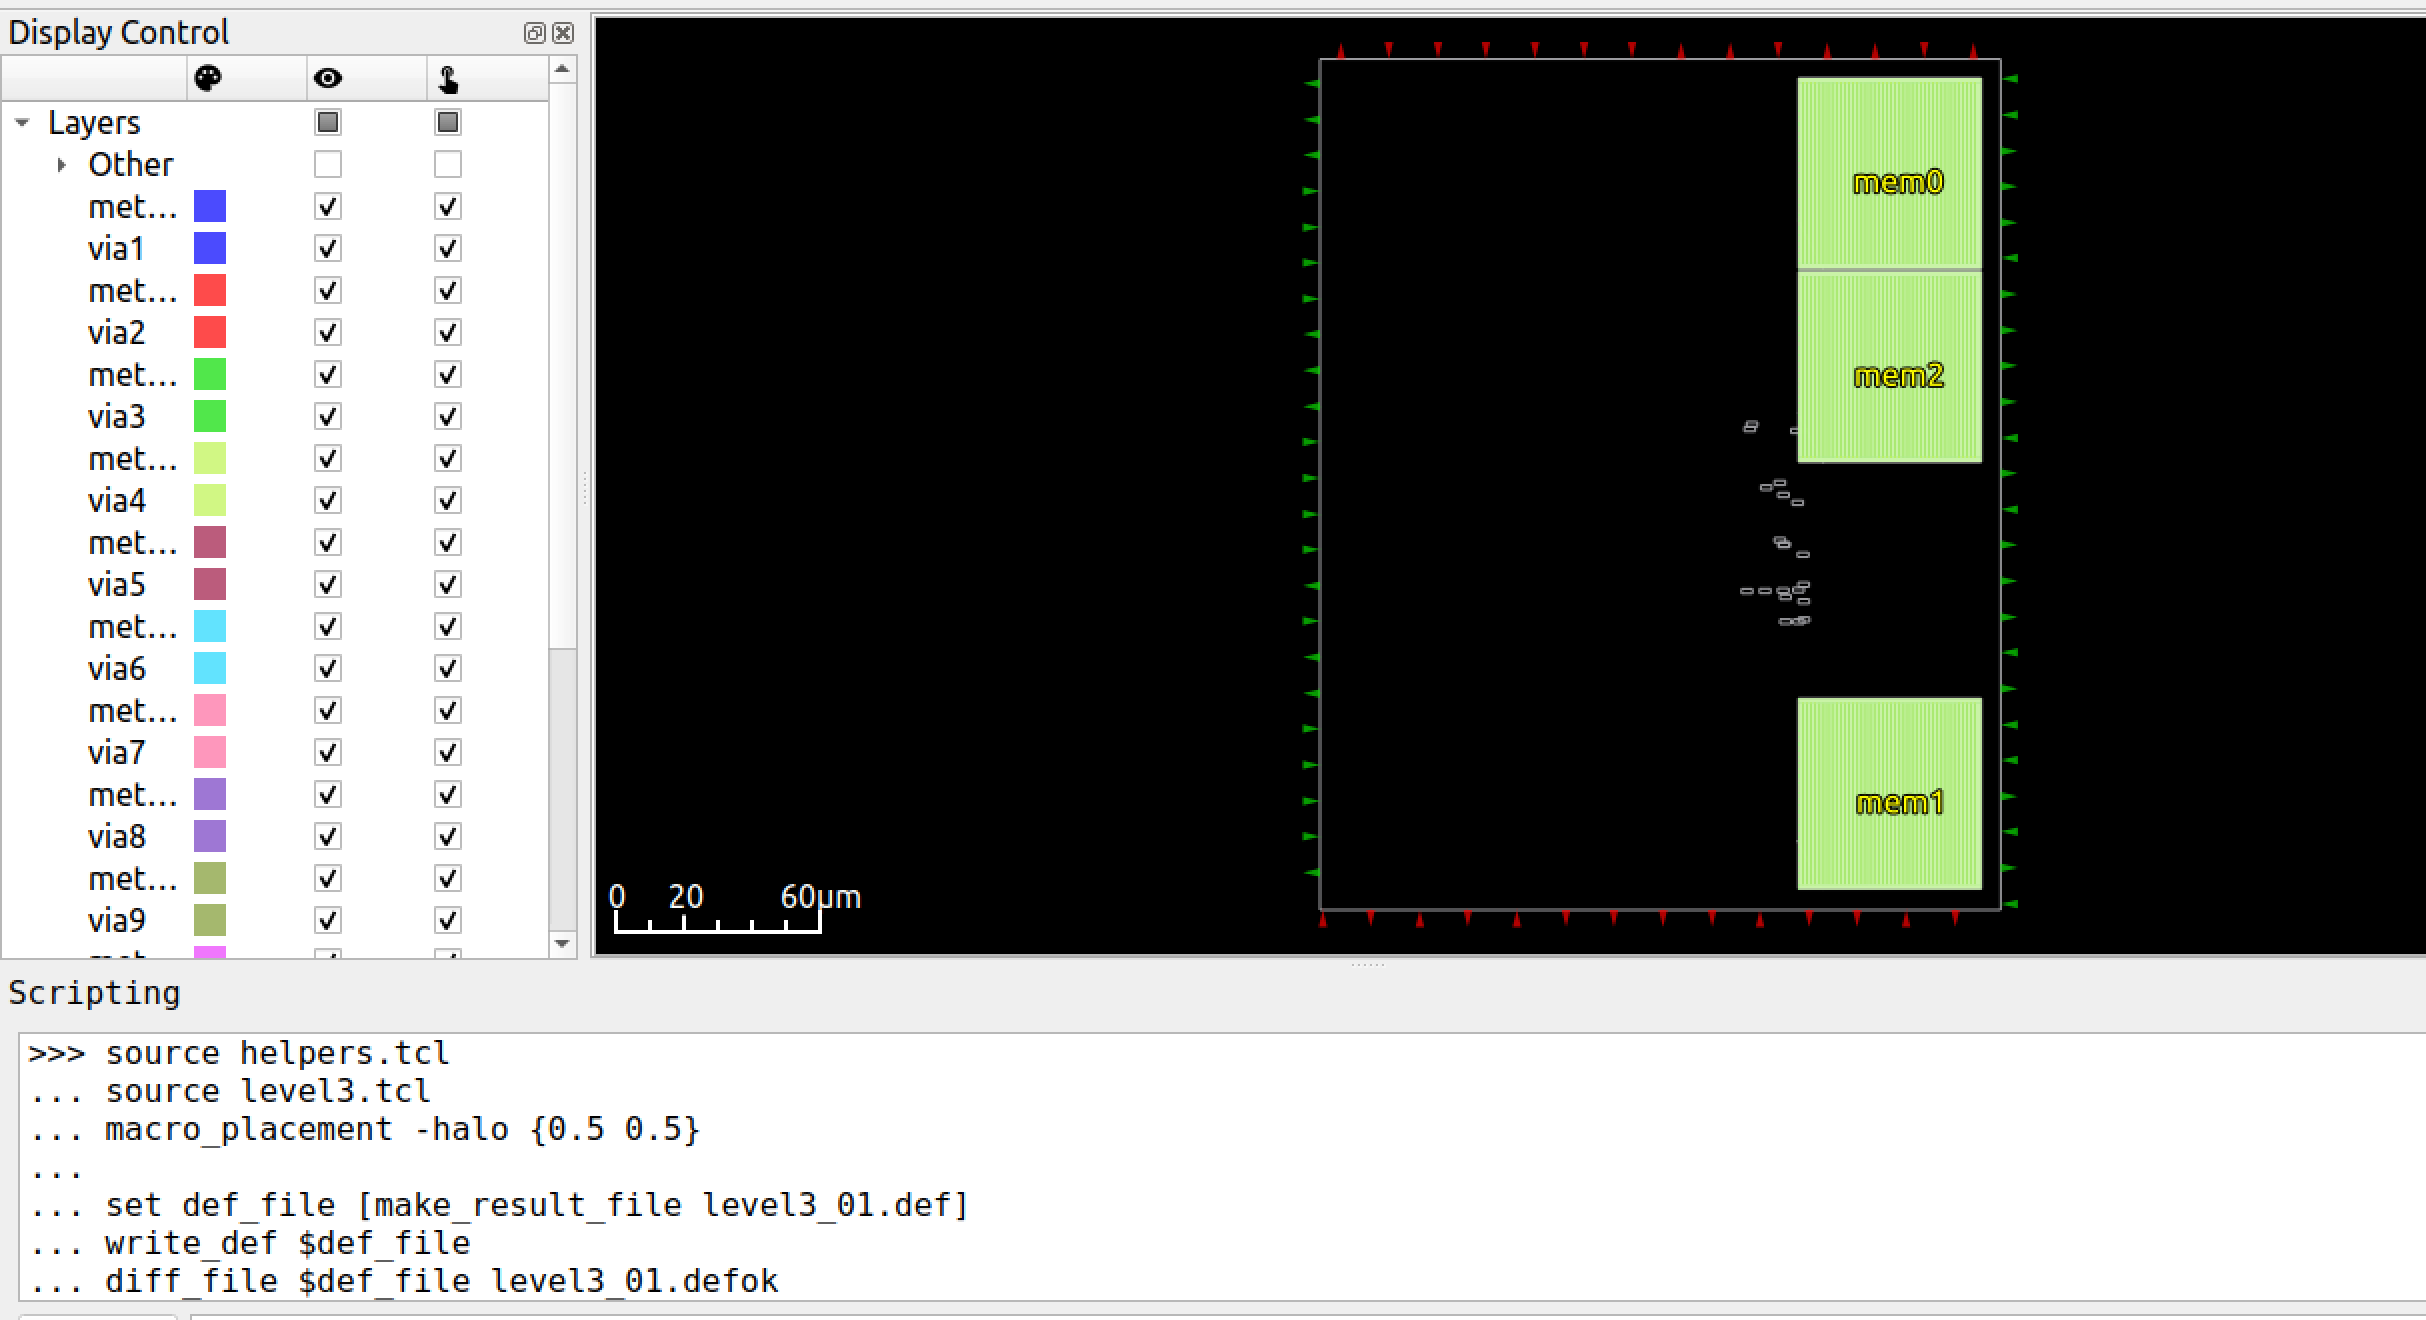 Display Control
Layers
Other
met...
via1
met...
via2
met...
via3
met...
via4
met...
via5
met...
via6
met...
via7
met...
via8
met...
via9
mem0
mem2
mem1
0 20 60μm
Scripting
>>> source helpers.tcl
... source level3.tcl
... macro_placement -halo {0.5 0.5}
...
... set def_file [make_result_file level3_01.def]
... write_def $def_file
... diff_file $def_file level3_01.defok